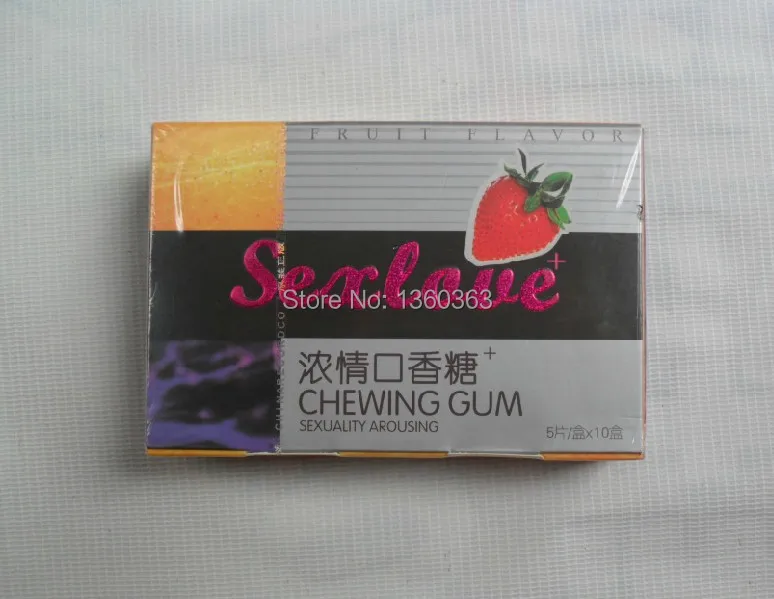 FRUIT FLAVOR
Sexlove+
Store No: 1360363
浓情口香糖+
CHEWING GUM
SEXUALITY AROUSING
5片/盒x10盒